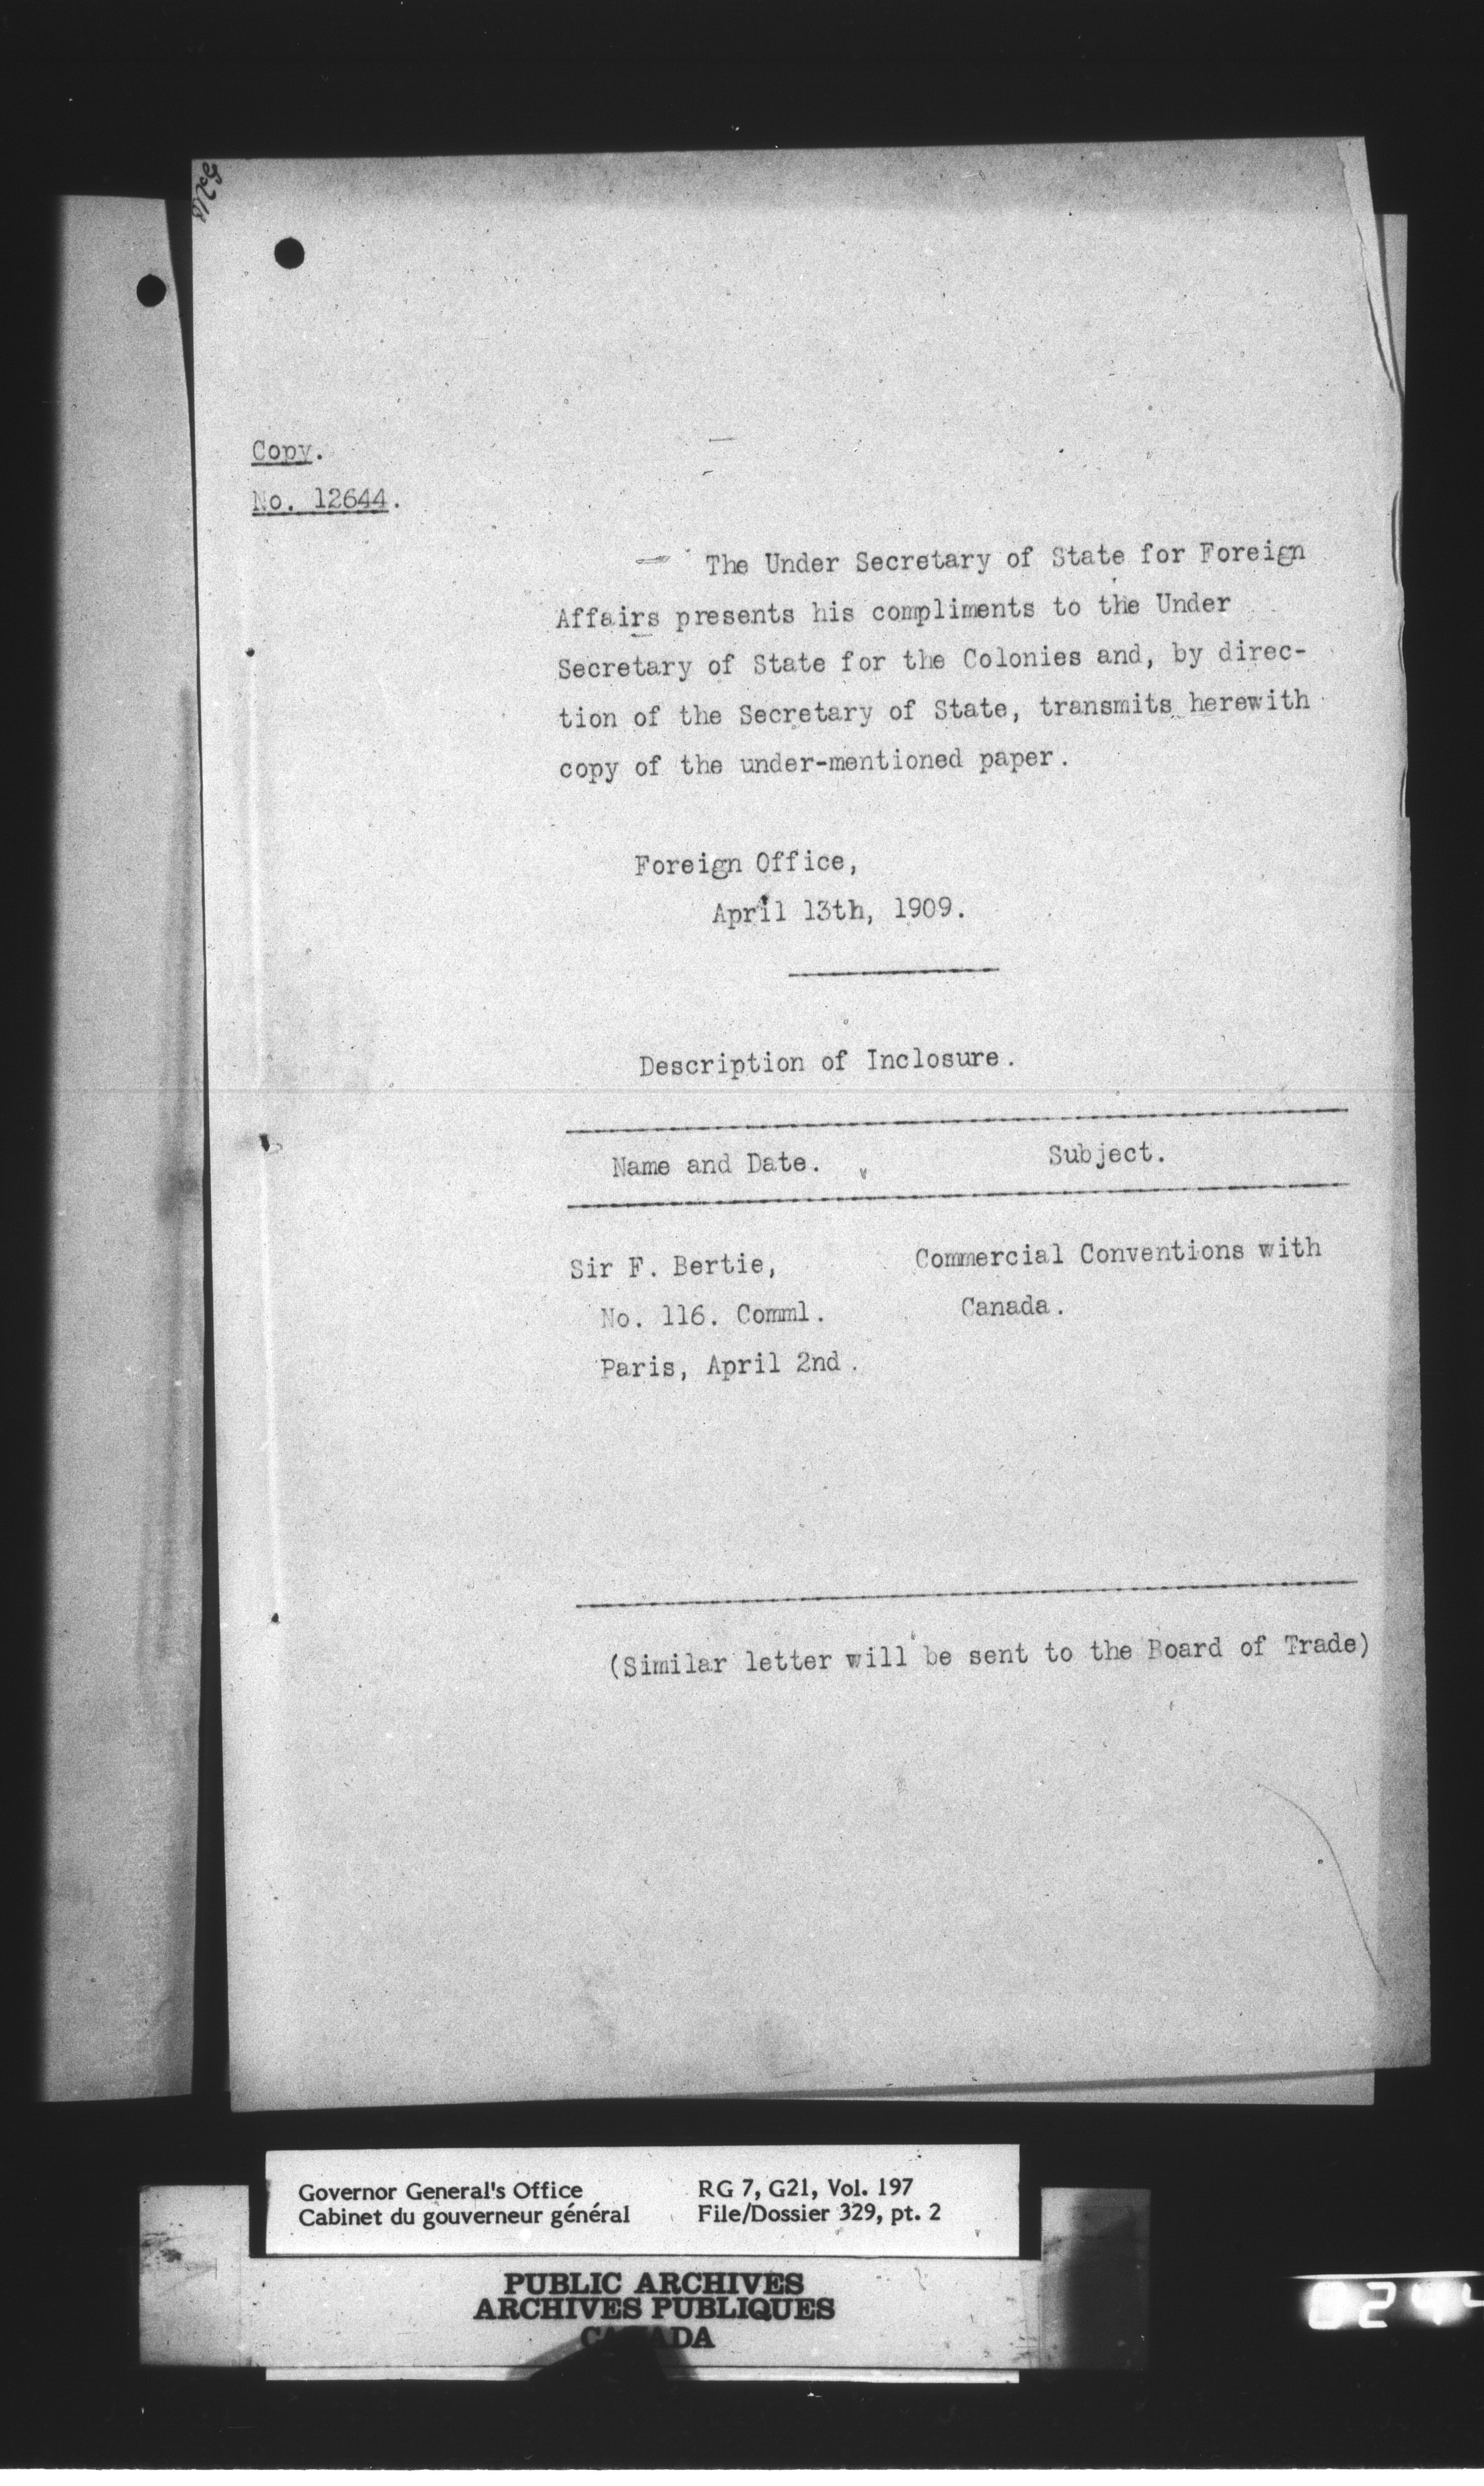 Copy.
No. 12644.
The Under Secretary of State for Foreign
Affairs presents his compliments to the Under
Secretary of State for the Colonies and, by direc-
tion of the Secretary of State, transmits herewith
copy of the under-mentioned paper.
Foreign Office,
April 13th, 1909.
Description of Inclosure.
Name and Date. Subject.
Sir F. Bertie, Commercial Conventions with
No. 116. Comml. Canada.
Paris, April 2nd.
(Similar letter will be sent to the Board of Trade)
Governor General's Office RG 7, G21, Vol. 197
Cabinet du gouverneur général File/Dossier 329, pt. 2
PUBLIC ARCHIVES
ARCHIVES PUBLIQUES
CANADA